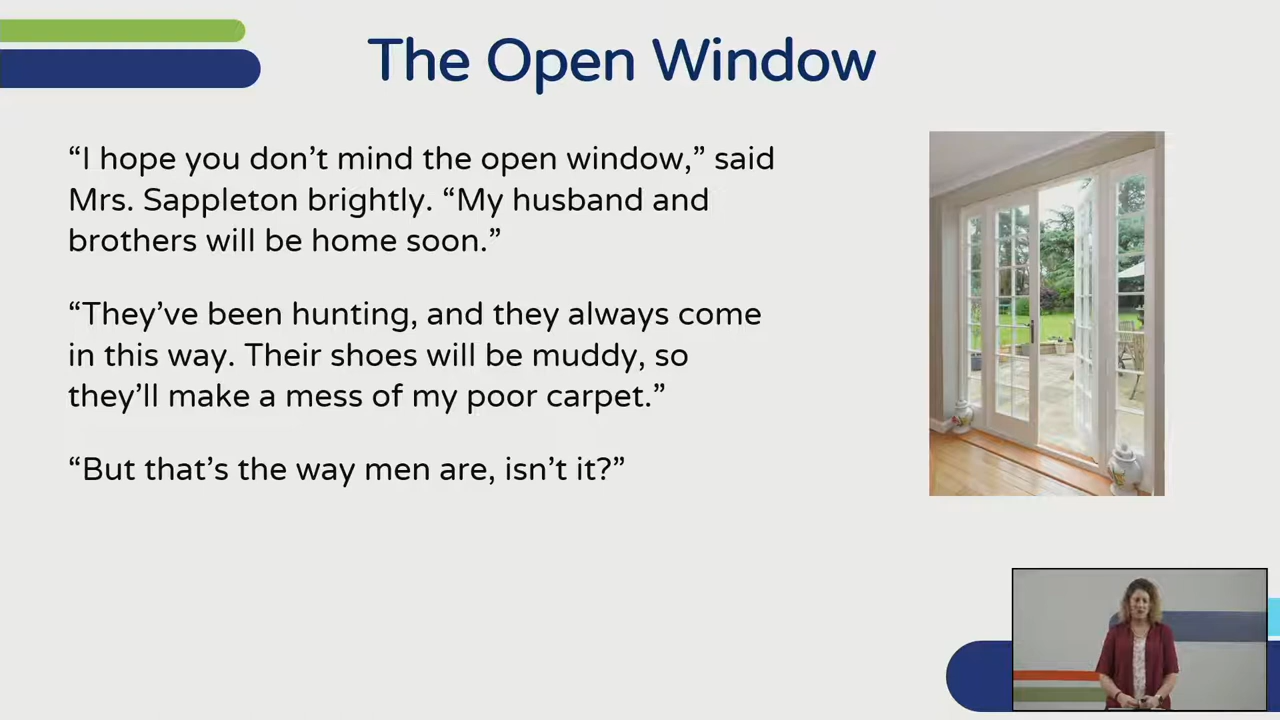 The Open Window
“I hope you don’t mind the open window,” said
Mrs. Sappleton brightly. “My husband and
brothers will be home soon.”
“They’ve been hunting, and they always come
in this way. Their shoes will be muddy, so
they’ll make a mess of my poor carpet.”
“But that’s the way men are, isn’t it?”